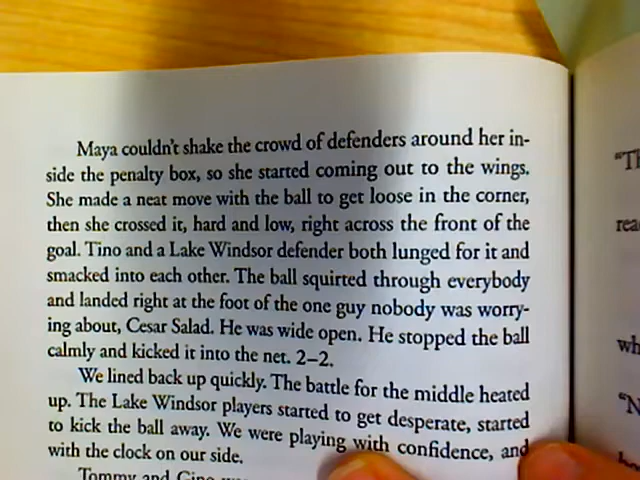 Maya couldn't shake the crowd of defenders around her in-
side the penalty box, so she started coming out to the wings.
She made a neat move with the ball to get loose in the corner,
then she crossed it, hard and low, right across the front of the
goal. Tino and a Lake Windsor defender both lunged for it and
smacked into each other. The ball squirted through everybody
and landed right at the foot of the one guy nobody was worry-
ing about, Cesar Salad. He was wide open. He stopped the ball
calmly and kicked it into the net. 2–2.
We lined back up quickly. The battle for the middle heated
up. The Lake Windsor players started to get desperate, started
to kick the ball away. We were playing with confidence, and
with the clock on our side.
Tommy and Gino